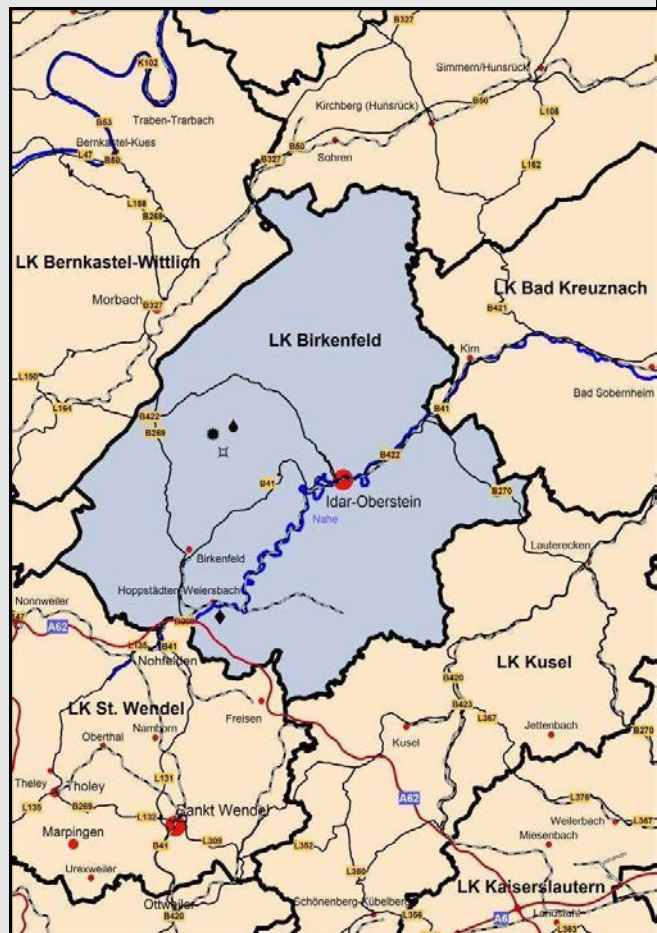 B327
K102
Simmern/Hunsrück
B53
Traben-Trarbach
Kirchberg (Hunsrück)
B50
L108
Bernkastel-Kues
L47
B50
B327
B50
Sohren
L162
L158
B269
LK Bernkastel-Wittlich
LK Bad Kreuznach
Morbach
B327
B421
LK Birkenfeld
Kirn
L150
Bad Sobernheim
L164
B422
B41
B269
B422
B41
Idar-Oberstein
B270
Nahe
Birkenfeld
Lauterecken
Hoppstädten-Weiersbach
Nonnweiler
A62
L135
B41
Nohfelden
LK Kusel
B420
LK St. Wendel
B423
Freisen
L367
Oberthal
Namborn
Kusel
Jettenbach
B270
Theley
L131
Tholey
A62
L376
L135
B269
L132
Sankt Wendel
Weilerbach
L367
B41
L309
Marpingen
L352
Miesenbach
Urexweiler
L350
LK Kaiserslautern
Ottweiler
Schönenberg-Kübelberg
B420
L356
A6
Landstuhl
L363